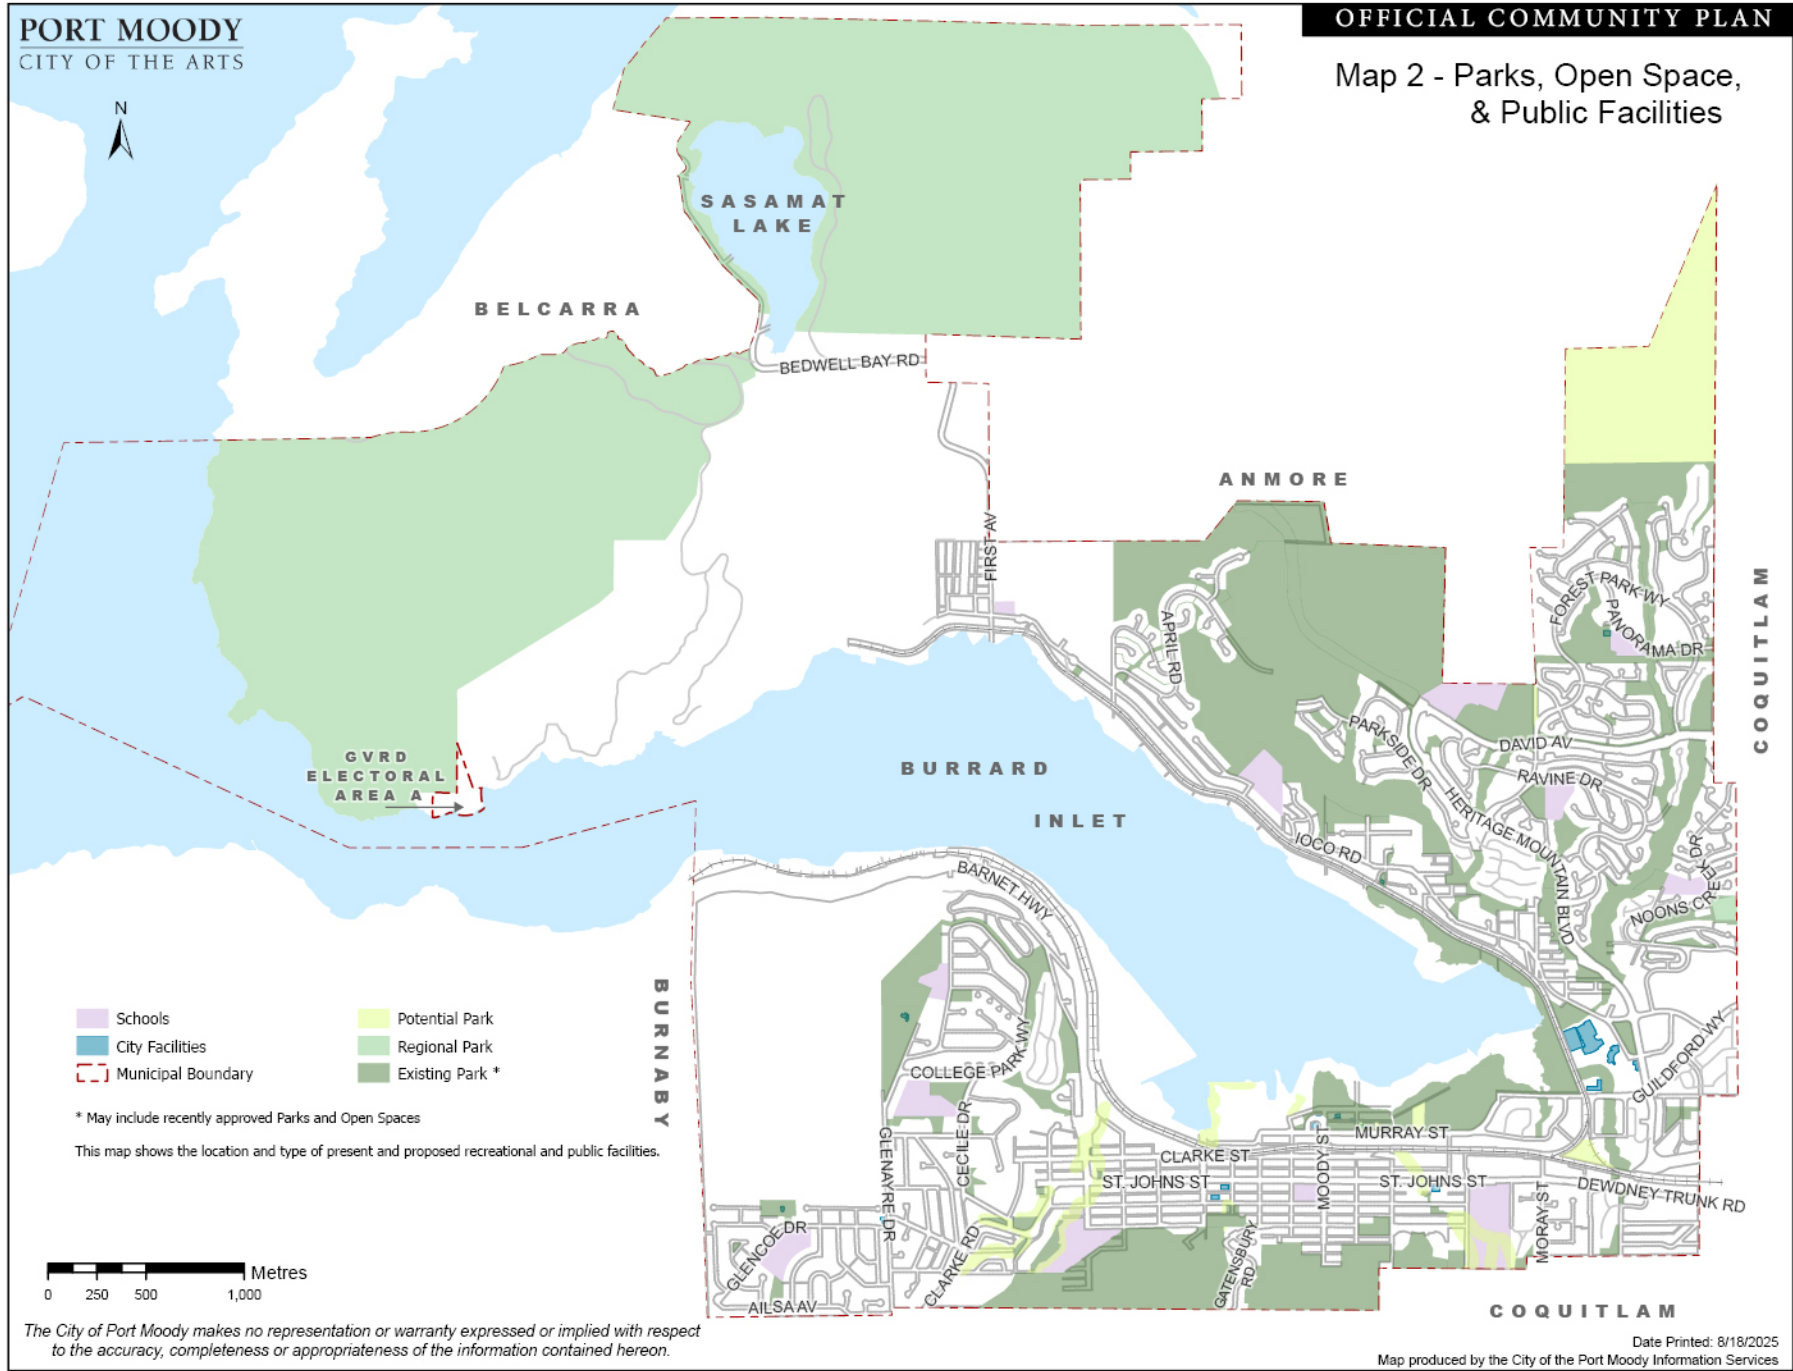 PORT MOODY
CITY OF THE ARTS
N
OFFICIAL COMMUNITY PLAN
Map 2 - Parks, Open Space,
& Public Facilities
SASAMAT
LAKE
BELCARRA
BEDWELL BAY RD
ANMORE
FIRST AV
APRIL RD
FOREST PARK WY
PANORAMA DR
COQUITLAM
PARKSIDE DR
DAVID AV
RAVINE DR
HERITAGE MOUNTAIN BLVD
GVRD
ELECTORAL
AREA A
BURRARD
INLET
IOCO RD
BARNET HWY
NOONS CREEK DR
BURNABY
GUILDFORD WY
COLLEGE PARK WY
CECILE DR
GLENAYRE DR
MURRAY ST
CLARKE ST
MOODY ST
ST. JOHNS ST
ST. JOHNS ST
DEWDNEY TRUNK RD
MORAY ST
GLENCOE DR
CLARKE RD
GATENSBURY
RD
AILSA AV
COQUITLAM
Schools
City Facilities
Municipal Boundary
Potential Park
Regional Park
Existing Park *
* May include recently approved Parks and Open Spaces
This map shows the location and type of present and proposed recreational and public facilities.
Metres
0 250 500 1,000
The City of Port Moody makes no representation or warranty expressed or implied with respect
to the accuracy, completeness or appropriateness of the information contained hereon.
Date Printed: 8/18/2025
Map produced by the City of the Port Moody Information Services